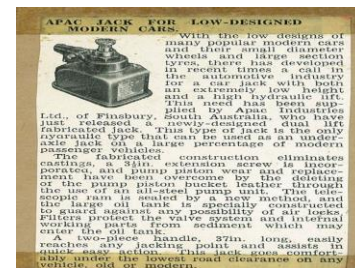 APAC JACK FOR LOW-DESIGNED
MODERN CARS.
With the low designs of
many popular modern cars
and their small diameter
wheels and large section
tyres, there has developed
in recent times a call in
the automotive industry
for a car jack with both
an extremely low height
and a high hydraulic lift.
This need has been sup-
plied by Apac Industries
Ltd., of Finsbury, South Australia, who have
just released a newly-designed dual lift
fabricated jack. This type of jack is the only
hydraulic type that can be used as an under-
axle jack on a large percentage of modern
passenger vehicles.
The fabricated construction eliminates
castings, a 3½in. extension screw is incor-
porated, and pump piston wear and replace-
ment have been overcome by the deleting
of the pump piston bucket leather through
the use of an all-steel pump unit. The tele-
scopic ram is sealed by a new method, and
the large oil tank is specially constructed
to guard against any possibility of air locks.
Filters protect the valve system and internal
working parts from sediment which may
enter the oil tank.
A two-piece handle, 37in. long, easily
reaches any jacking point and assists in
quick easy action. This jack goes comfort-
ably under the lowest road clearance on any
vehicle, old or modern.